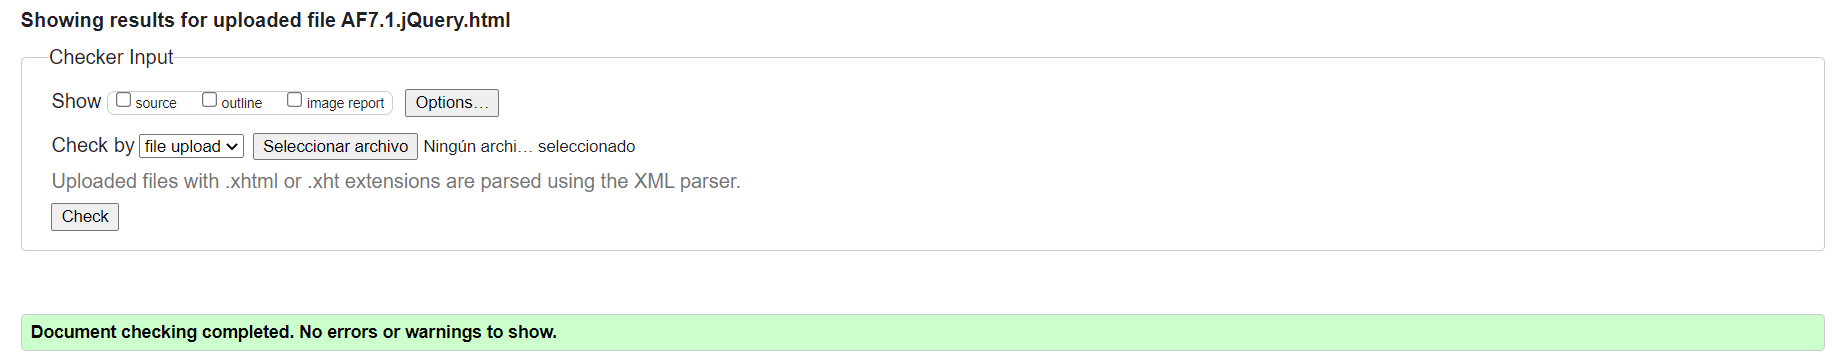 Showing results for uploaded file AF7.1.jQuery.html
Checker Input
Show source outline image report Options...
Check by file upload Seleccionar archivo Ningún archi... seleccionado
Uploaded files with .xhtml or .xht extensions are parsed using the XML parser.
Check
Document checking completed. No errors or warnings to show.